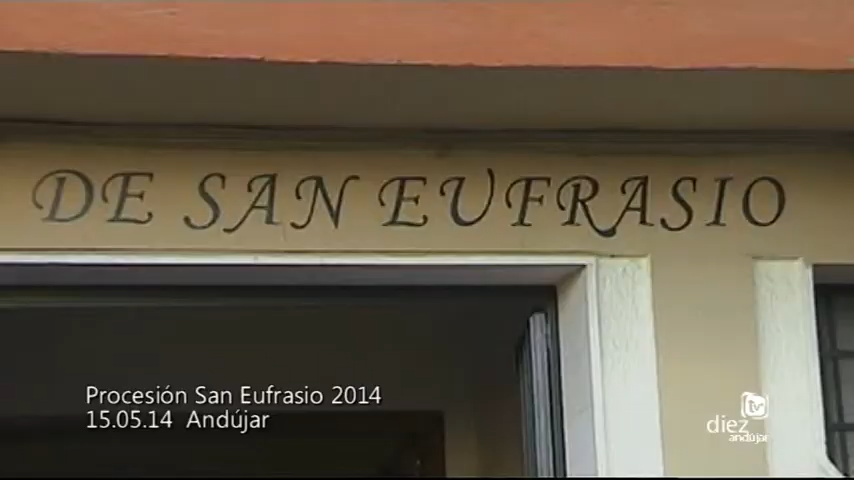 DE SAN EUFRASIO
Procesión San Eufrasio 2014
15.05.14 Andújar
tv
diez
andújar